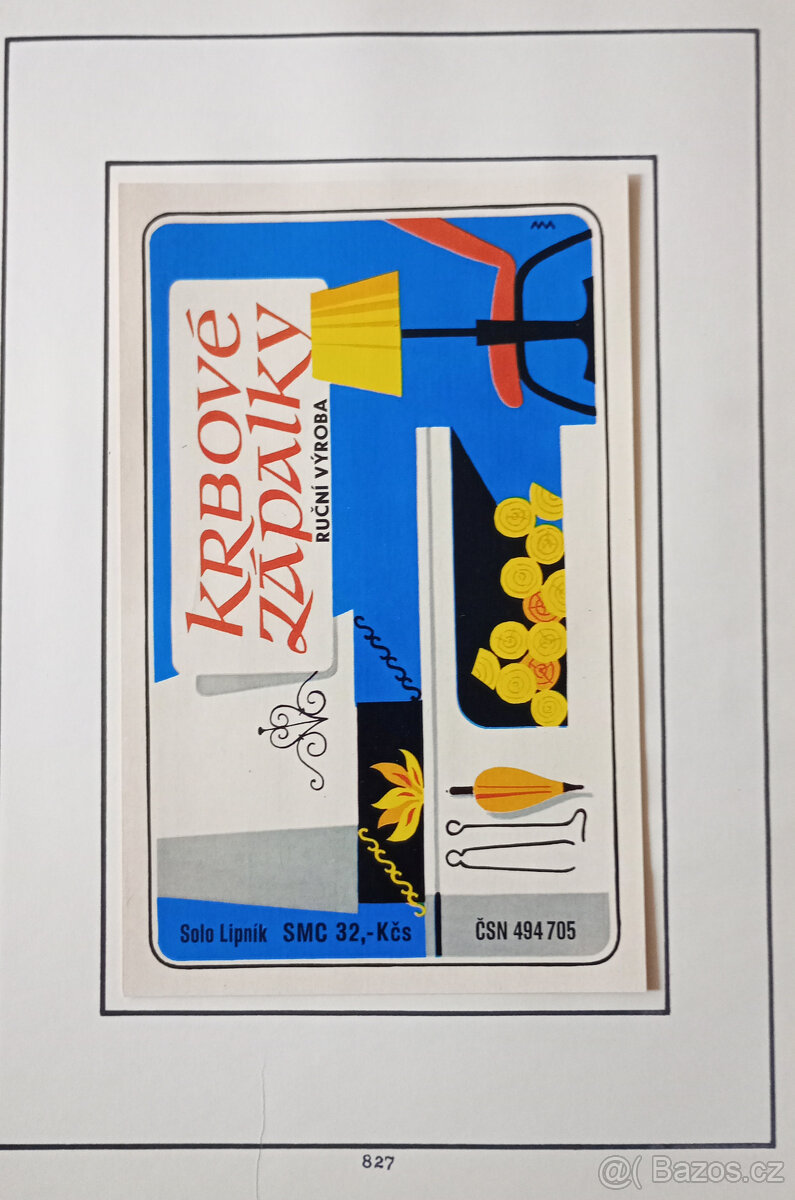 KRBOVÉ
ZÁPALKY
RUČNÍ VÝROBA
Solo Lipník SMC 32,-Kčs
ČSN 494 705
827
@( Bazos.cz